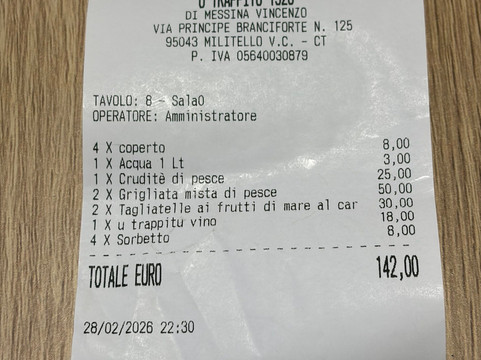 U TRAPPITU 1926
DI MESSINA VINCENZO
VIA PRINCIPE BRANCIFORTE N. 125
95043 MILITELLO V.C. - CT
P. IVA 05640030879
TAVOLO: 8 - Sala0
OPERATORE: Amministratore
4 X coperto 8,00
1 X Acqua 1 Lt 3,00
1 X Cruditè di pesce 25,00
2 X Grigliata mista di pesce 50,00
2 X Tagliatelle ai frutti di mare al car 30,00
1 X u trappitu vino 18,00
4 X Sorbetto 8,00
TOTALE EURO 142,00
28/02/2026 22:30